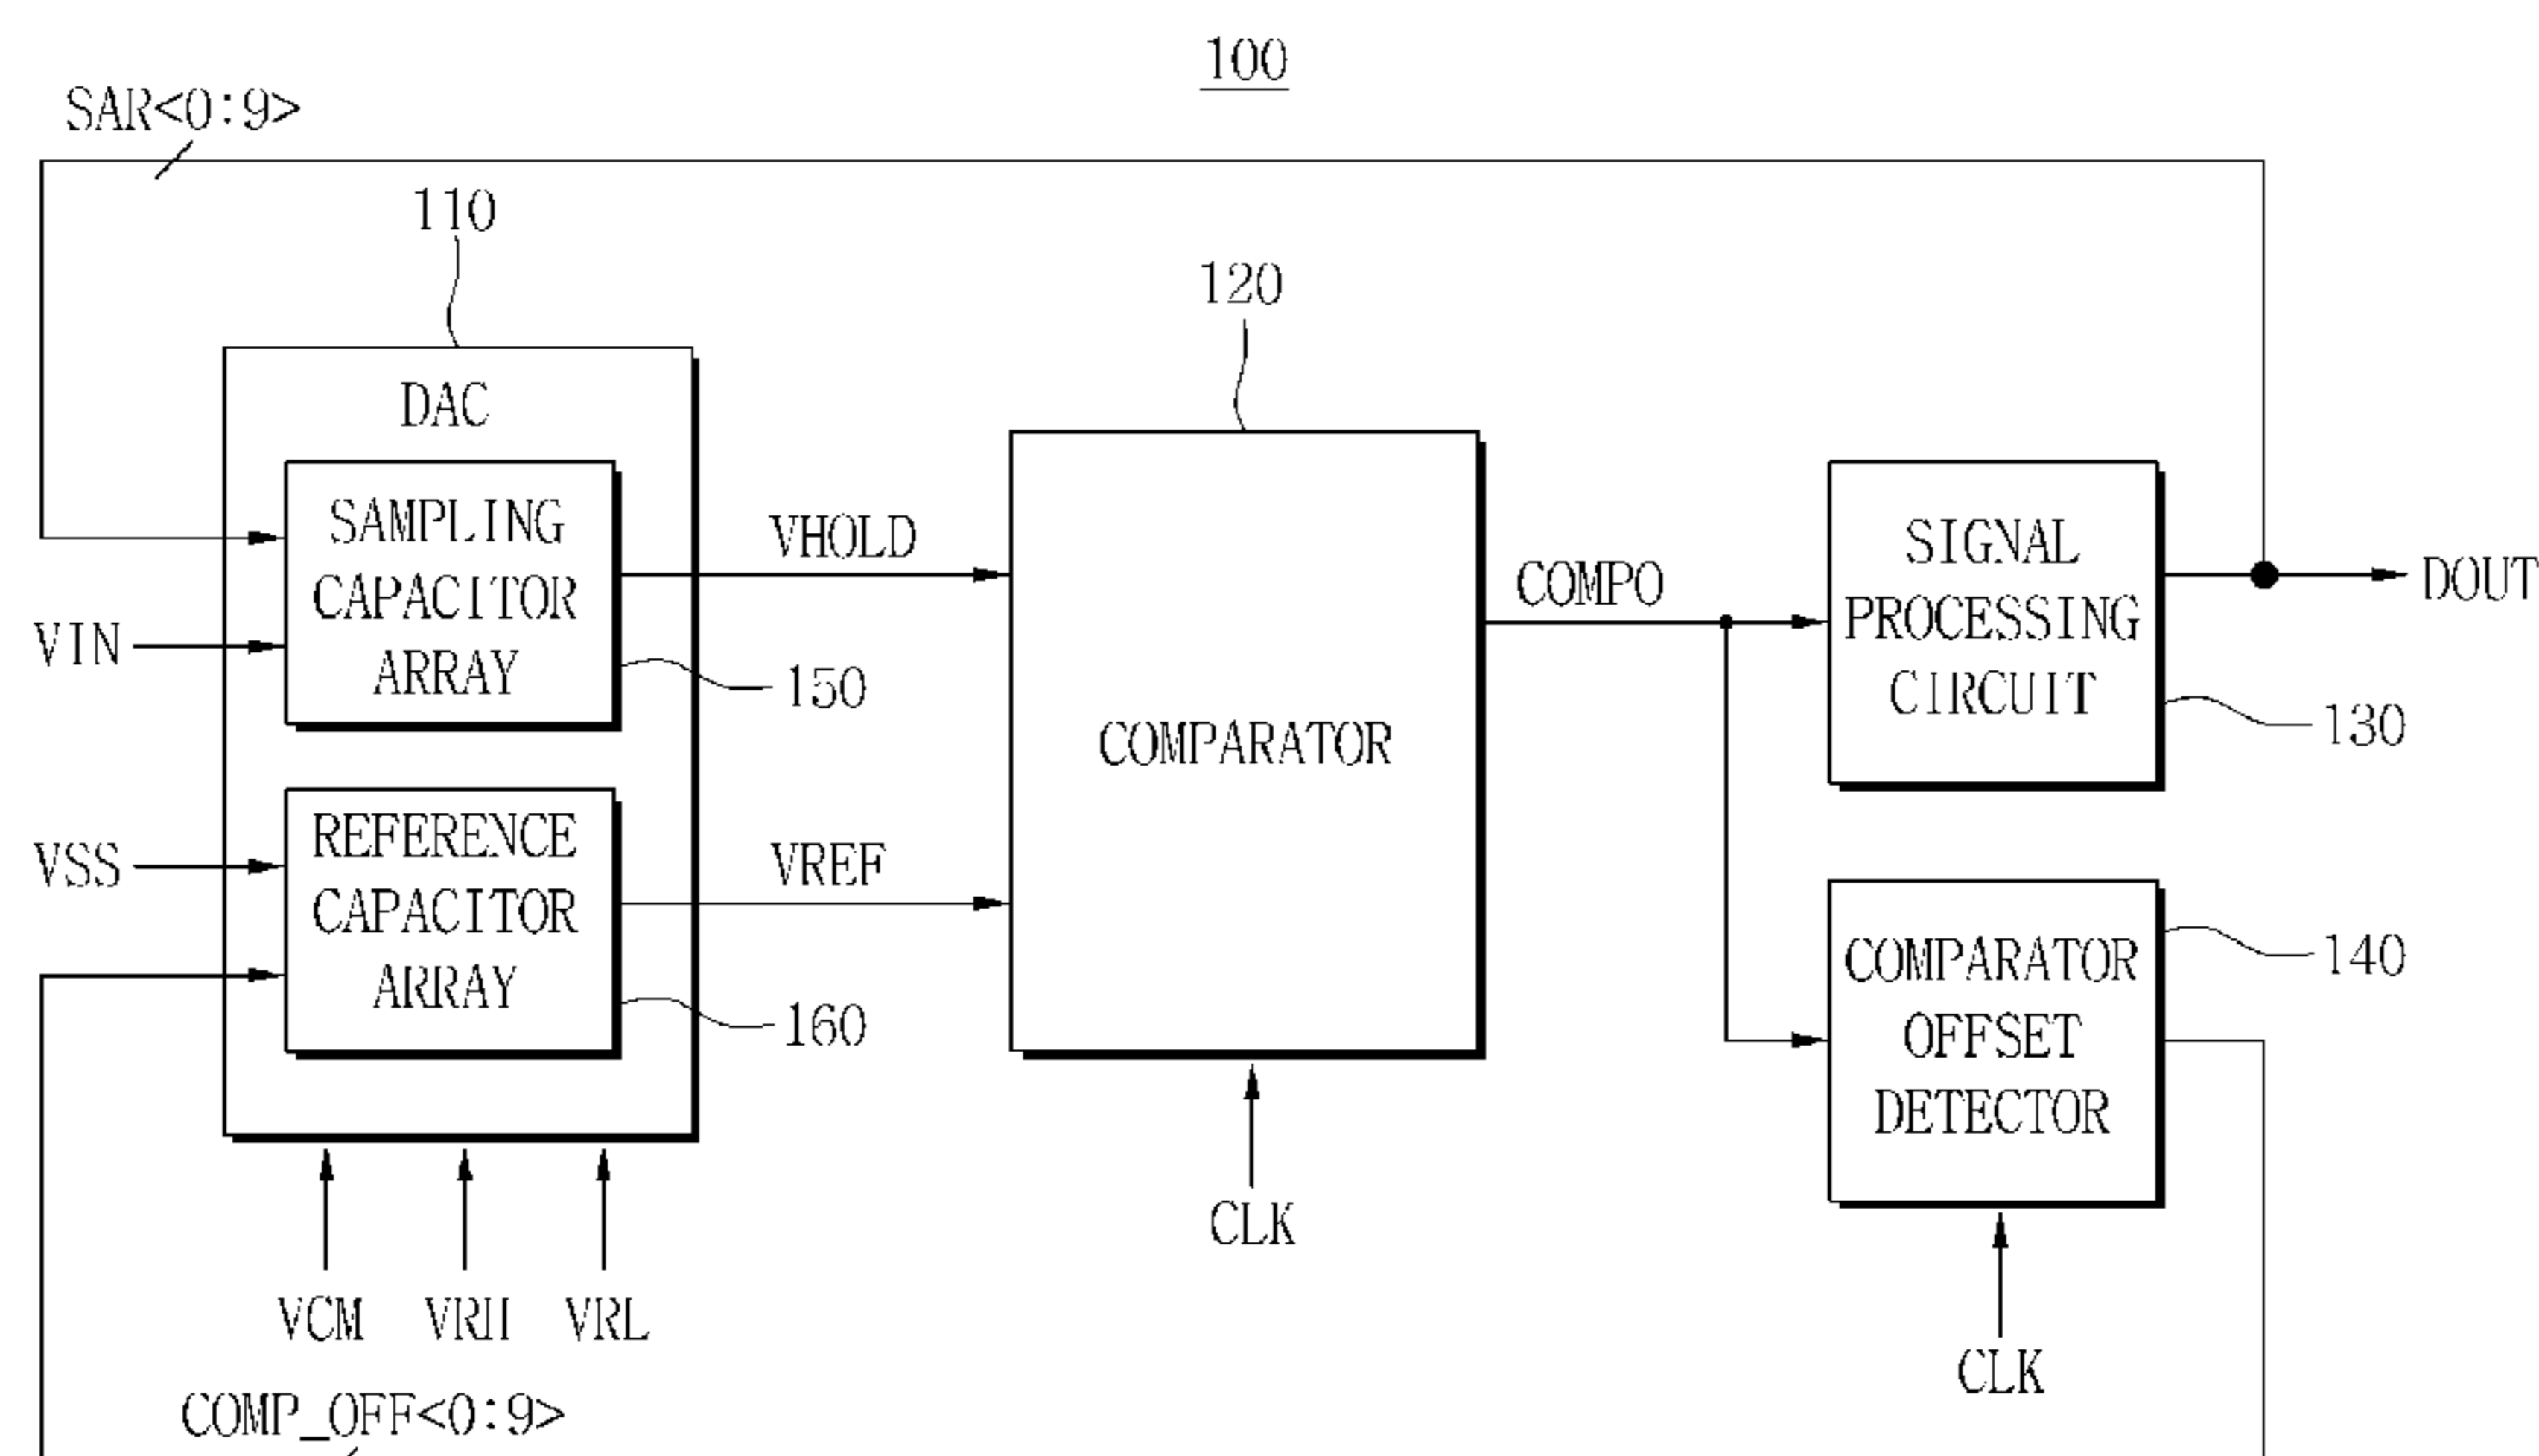 100
SAR<0:9>
110
120
DAC
SAMPLING
CAPACITOR
ARRAY
150
VIN
VHOLD
COMPARATOR
COMPO
SIGNAL
PROCESSING
CIRCUIT
130
DOUT
VSS
REFERENCE
CAPACITOR
ARRAY
160
VREF
COMPARATOR
OFFSET
DETECTOR
140
CLK
CLK
VCM
VRH
VRL
COMP_OFF<0:9>